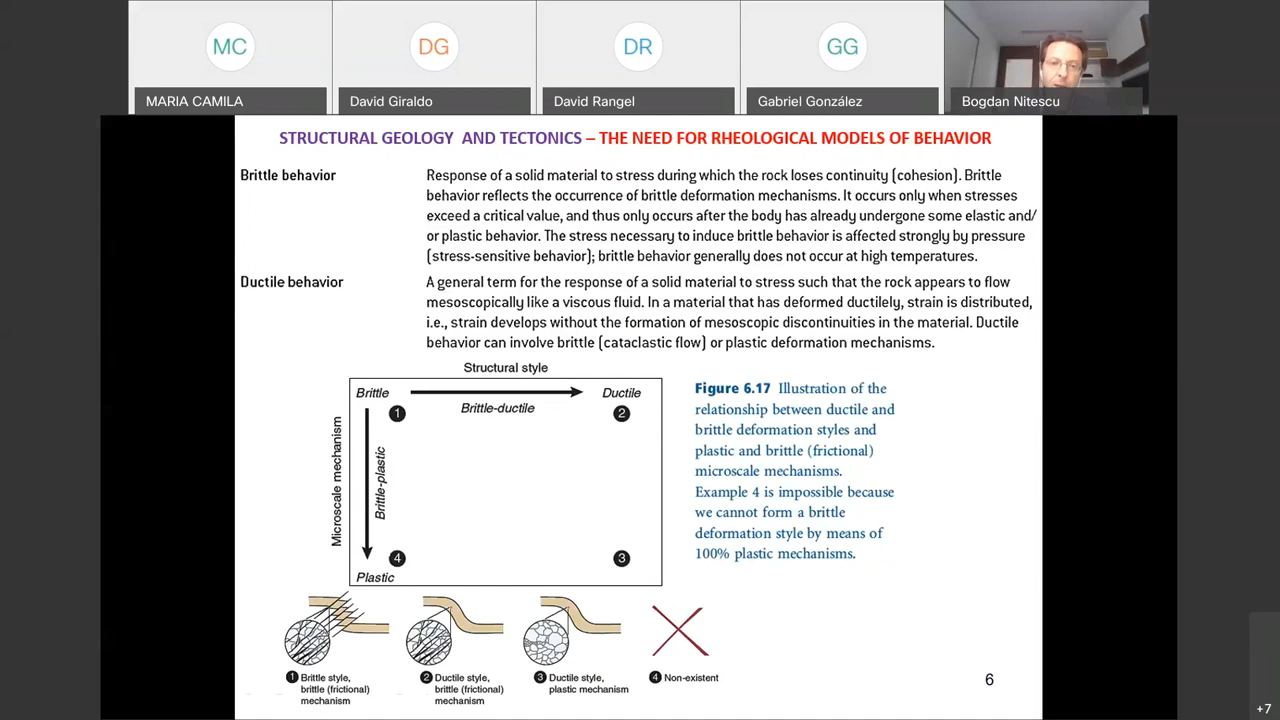 MC
DG
DR
GG
MARIA CAMILA
David Giraldo
David Rangel
Gabriel González
Bogdan Nitescu
STRUCTURAL GEOLOGY AND TECTONICS – THE NEED FOR RHEOLOGICAL MODELS OF BEHAVIOR
Brittle behavior
Response of a solid material to stress during which the rock loses continuity (cohesion). Brittle
behavior reflects the occurrence of brittle deformation mechanisms. It occurs only when stresses
exceed a critical value, and thus only occurs after the body has already undergone some elastic and/
or plastic behavior. The stress necessary to induce brittle behavior is affected strongly by pressure
(stress-sensitive behavior); brittle behavior generally does not occur at high temperatures.
Ductile behavior
A general term for the response of a solid material to stress such that the rock appears to flow
mesoscopically like a viscous fluid. In a material that has deformed ductilely, strain is distributed,
i.e., strain develops without the formation of mesoscopic discontinuities in the material. Ductile
behavior can involve brittle (cataclastic flow) or plastic deformation mechanisms.
Structural style
Brittle
Ductile
Brittle-ductile
1
2
Microscale mechanism
Brittle-plastic
4
3
Plastic
Figure 6.17 Illustration of the
relationship between ductile and
brittle deformation styles and
plastic and brittle (frictional)
microscale mechanisms.
Example 4 is impossible because
we cannot form a brittle
deformation style by means of
100% plastic mechanisms.
1 Brittle style,
brittle (frictional)
mechanism
2 Ductile style,
brittle (frictional)
mechanism
3 Ductile style,
plastic mechanism
4 Non-existent
6
+7